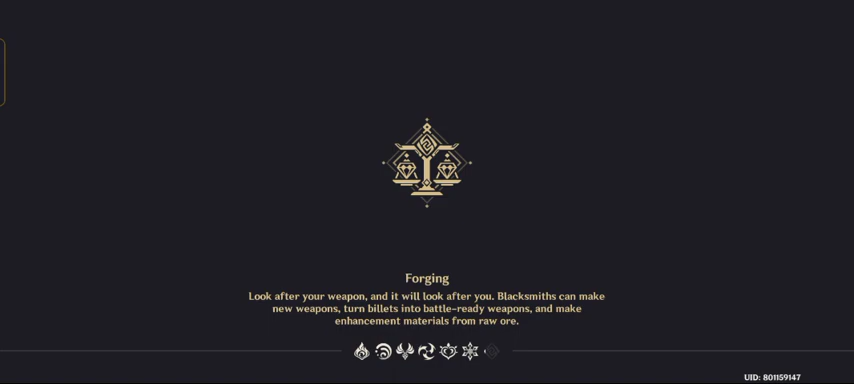 Forging
Look after your weapon, and it will look after you. Blacksmiths can make
new weapons, turn billets into battle-ready weapons, and make
enhancement materials from raw ore.
UID: 801159147